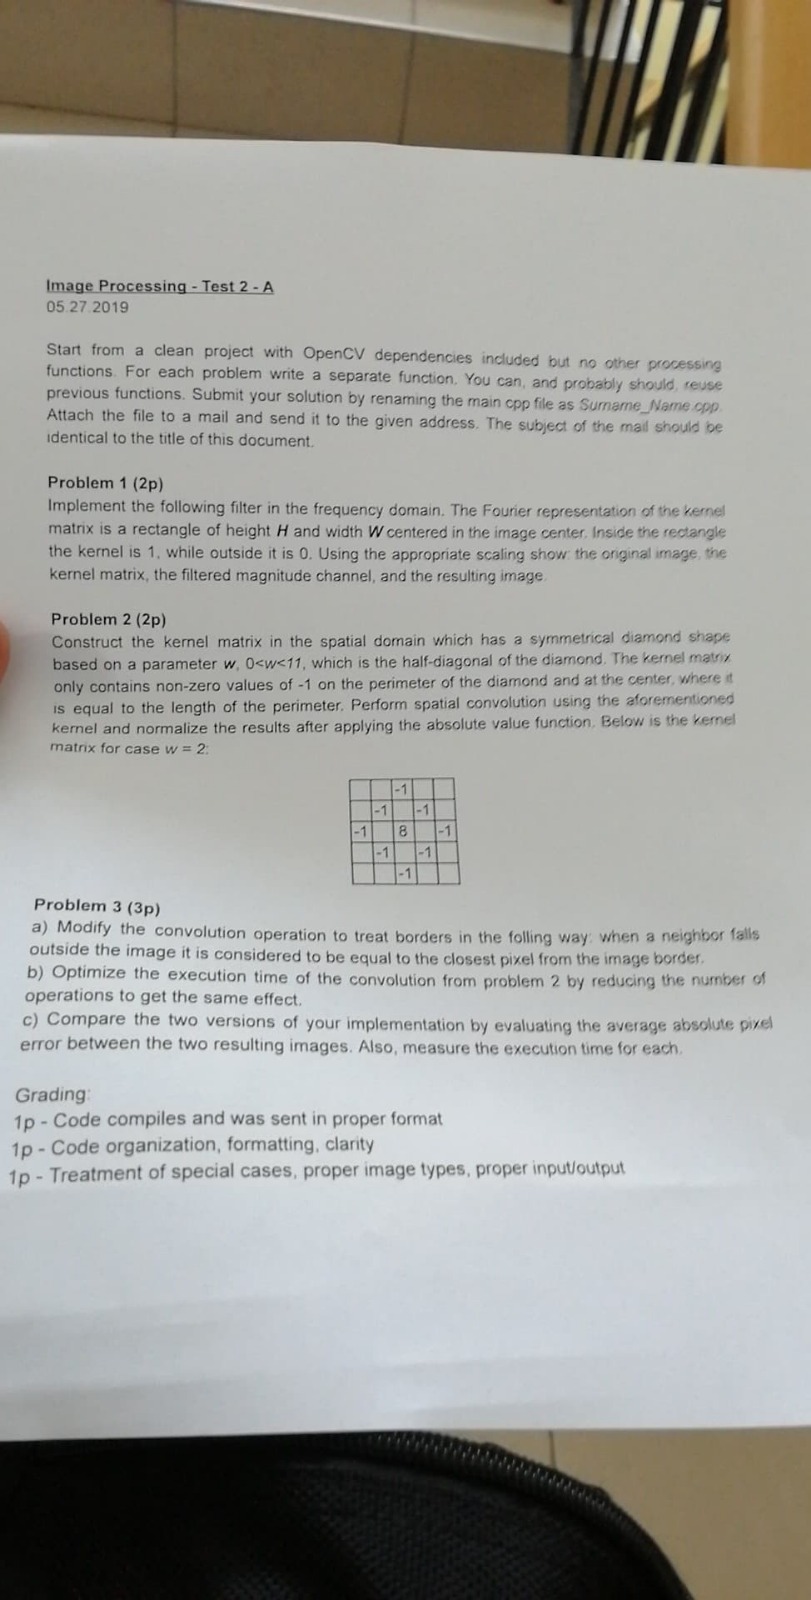 Image Processing - Test 2 - A
05.27.2019
Start from a clean project with OpenCV dependencies included but no other processing
functions. For each problem write a separate function. You can, and probably should, reuse
previous functions. Submit your solution by renaming the main cpp file as Surname_Name.cpp.
Attach the file to a mail and send it to the given address. The subject of the mail should be
identical to the title of this document.
Problem 1 (2p)
Implement the following filter in the frequency domain. The Fourier representation of the kernel
matrix is a rectangle of height H and width W centered in the image center. Inside the rectangle
the kernel is 1, while outside it is 0. Using the appropriate scaling show: the original image, the
kernel matrix, the filtered magnitude channel, and the resulting image.
Problem 2 (2p)
Construct the kernel matrix in the spatial domain which has a symmetrical diamond shape
based on a parameter w, 0<w<11, which is the half-diagonal of the diamond. The kernel matrix
only contains non-zero values of -1 on the perimeter of the diamond and at the center, where it
is equal to the length of the perimeter. Perform spatial convolution using the aforementioned
kernel and normalize the results after applying the absolute value function. Below is the kernel
matrix for case w = 2:
-1
-1 -1
-1 8 -1
-1 -1
-1
Problem 3 (3p)
a) Modify the convolution operation to treat borders in the folling way: when a neighbor falls
outside the image it is considered to be equal to the closest pixel from the image border.
b) Optimize the execution time of the convolution from problem 2 by reducing the number of
operations to get the same effect.
c) Compare the two versions of your implementation by evaluating the average absolute pixel
error between the two resulting images. Also, measure the execution time for each.
Grading:
1p - Code compiles and was sent in proper format
1p - Code organization, formatting, clarity
1p - Treatment of special cases, proper image types, proper input/output